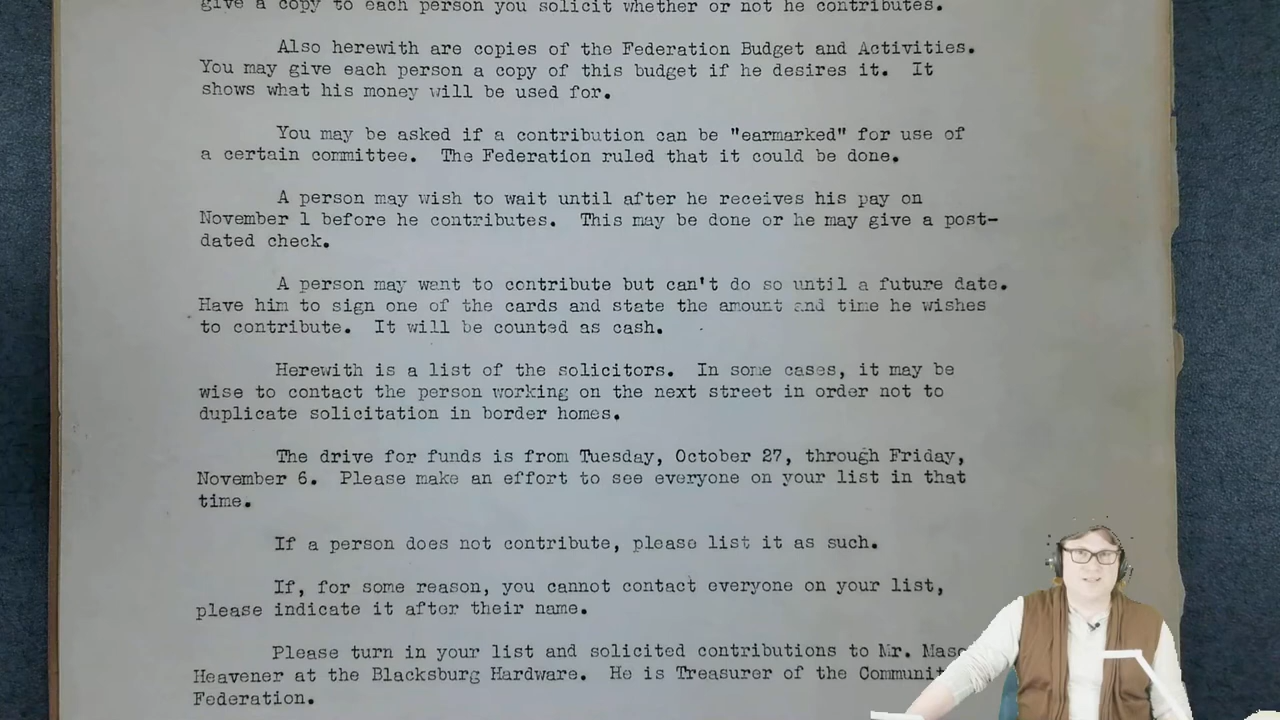 give a copy to each person you solicit whether or not he contributes.
Also herewith are copies of the Federation Budget and Activities.
You may give each person a copy of this budget if he desires it. It
shows what his money will be used for.
You may be asked if a contribution can be "earmarked" for use of
a certain committee. The Federation ruled that it could be done.
A person may wish to wait until after he receives his pay on
November 1 before he contributes. This may be done or he may give a post-
dated check.
A person may want to contribute but can't do so until a future date.
Have him to sign one of the cards and state the amount and time he wishes
to contribute. It will be counted as cash.
Herewith is a list of the solicitors. In some cases, it may be
wise to contact the person working on the next street in order not to
duplicate solicitation in border homes.
The drive for funds is from Tuesday, October 27, through Friday,
November 6. Please make an effort to see everyone on your list in that
time.
If a person does not contribute, please list it as such.
If, for some reason, you cannot contact everyone on your list,
please indicate it after their name.
Please turn in your list and solicited contributions to Mr.
Heavener at the Blacksburg Hardware. He is Treasurer of the
Federation.